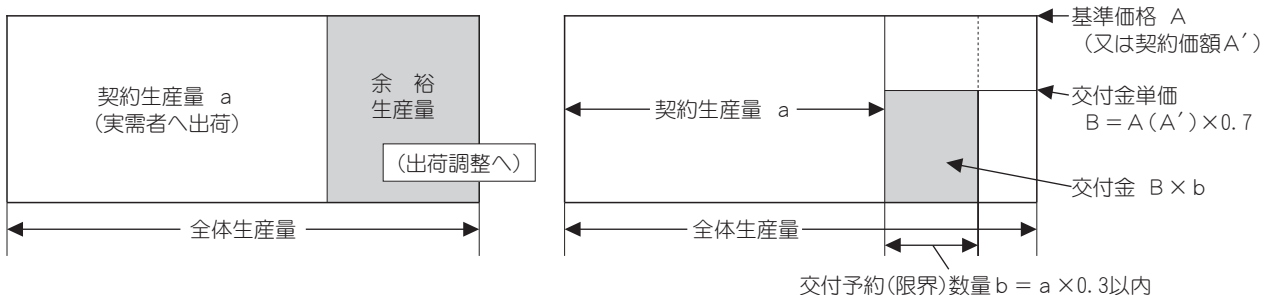 契約生産量 a
(実需者へ出荷)
余 裕
生産量
(出荷調整へ)
全体生産量
契約生産量 a
全体生産量
基準価格 A
(又は契約価額A′)
交付金単価
B=A(A′)×0.7
交付金 B×b
交付予約(限界)数量b=a×0.3以内